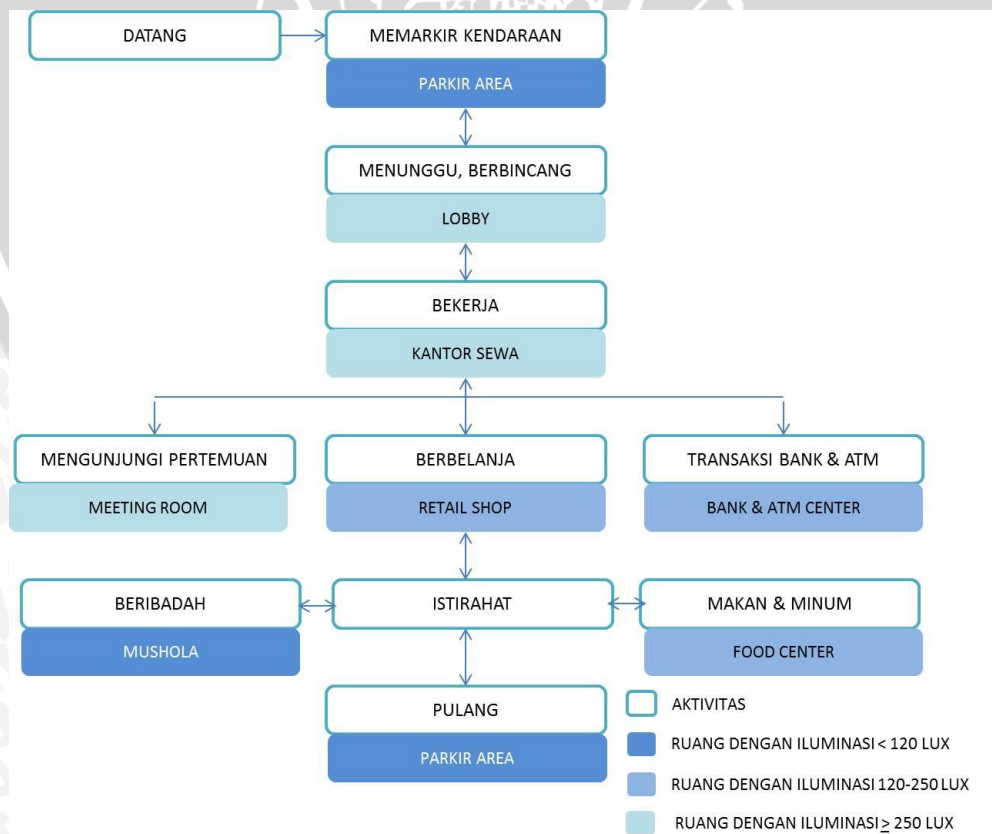 DATANG
MEMARKIR KENDARAAN
PARKIR AREA
MENUNGGU, BERBINCANG
LOBBY
BEKERJA
KANTOR SEWA
MENGUNJUNGI PERTEMUAN
MEETING ROOM
BERBELANJA
RETAIL SHOP
TRANSAKSI BANK & ATM
BANK & ATM CENTER
BERIBADAH
MUSHOLA
ISTIRAHAT
MAKAN & MINUM
FOOD CENTER
PULANG
PARKIR AREA
AKTIVITAS
RUANG DENGAN ILUMINASI < 120 LUX
RUANG DENGAN ILUMINASI 120-250 LUX
RUANG DENGAN ILUMINASI ≥ 250 LUX